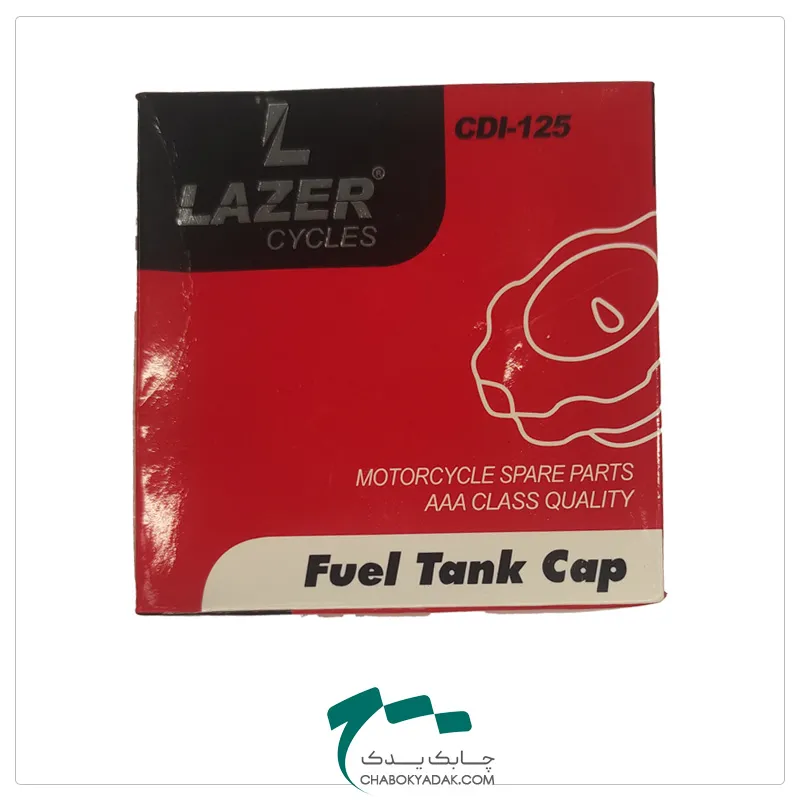 L
LAZER®
CYCLES
CDI-125
MOTORCYCLE SPARE PARTS
AAA CLASS QUALITY
Fuel Tank Cap
چابک یدک
CHABOKYADAK.COM